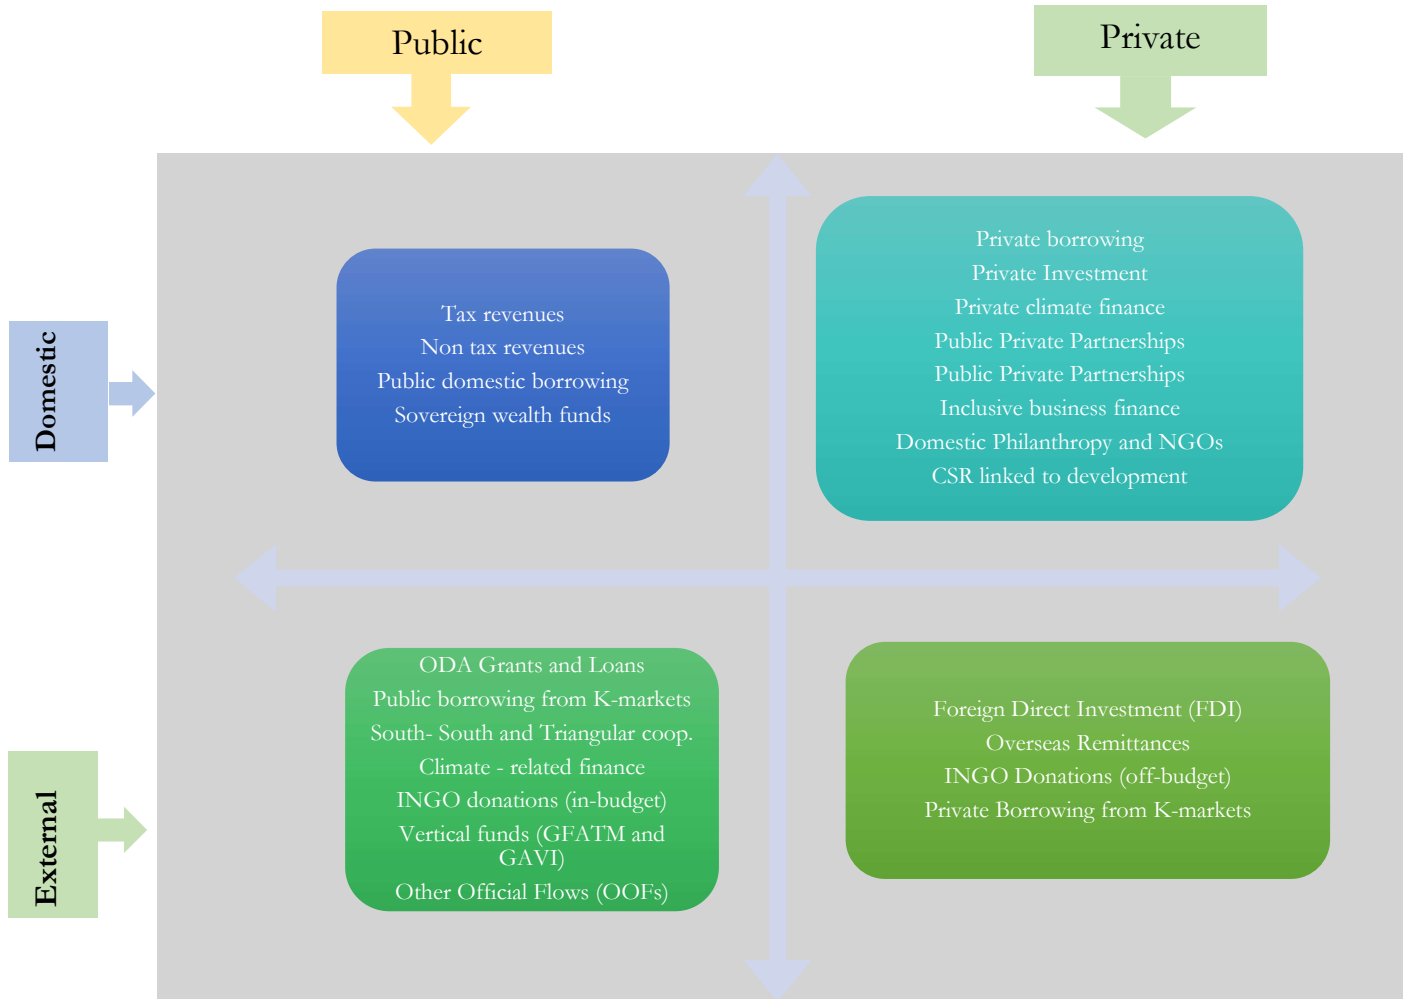 Public
Private
Domestic
Tax revenues
Non tax revenues
Public domestic borrowing
Sovereign wealth funds
Private borrowing
Private Investment
Private climate finance
Public Private Partnerships
Public Private Partnerships
Inclusive business finance
Domestic Philanthropy and NGOs
CSR linked to development
External
ODA Grants and Loans
Public borrowing from K-markets
South- South and Triangular coop.
Climate - related finance
INGO donations (in-budget)
Vertical funds (GFATM and
GAVI)
Other Official Flows (OOFs)
Foreign Direct Investment (FDI)
Overseas Remittances
INGO Donations (off-budget)
Private Borrowing from K-markets